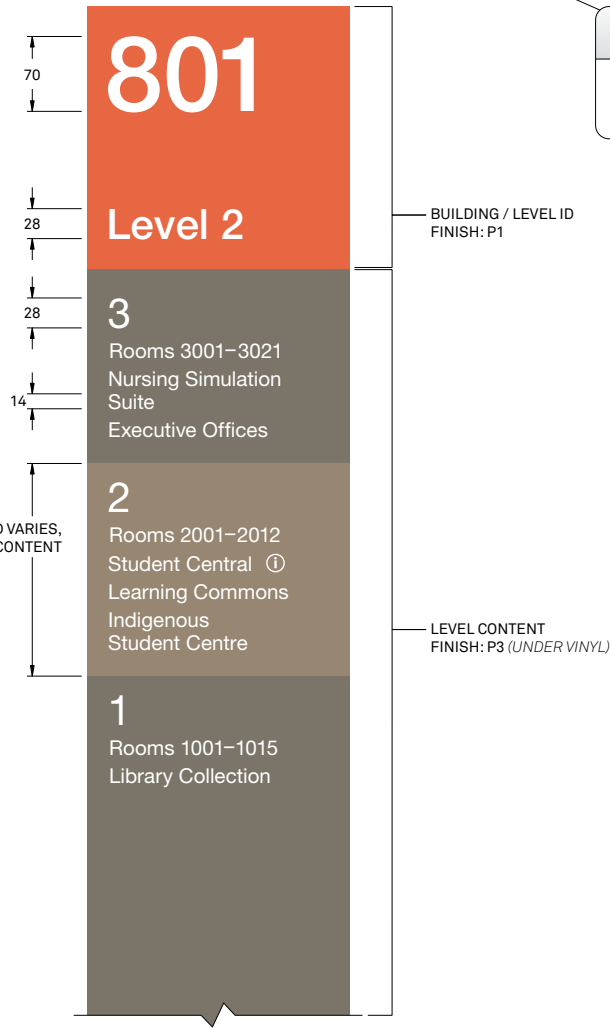 801
70
28
Level 2
BUILDING / LEVEL ID
FINISH: P1
28
3
Rooms 3001–3021
Nursing Simulation
Suite
14
Executive Offices
2
VARIES,
CONTENT
Rooms 2001–2012
Student Central ⓘ
Learning Commons
Indigenous
Student Centre
LEVEL CONTENT
FINISH: P3 (UNDER VINYL)
1
Rooms 1001–1015
Library Collection